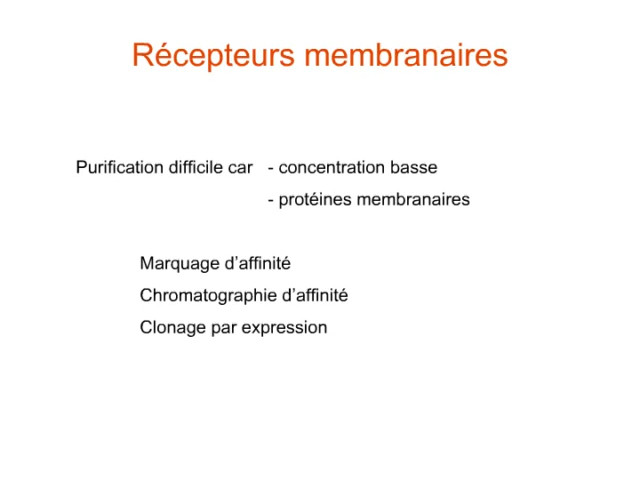 Récepteurs membranaires
Purification difficile car - concentration basse
- protéines membranaires
Marquage d’affinité
Chromatographie d’affinité
Clonage par expression